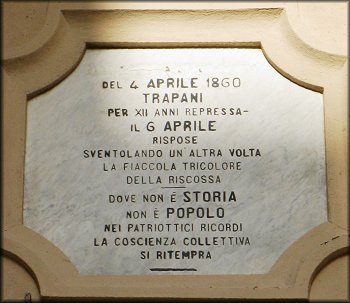 DEL 4 APRILE 1860
TRAPANI
PER XII ANNI REPRESSA-
IL 6 APRILE
RISPOSE
SVENTOLANDO UN'ALTRA VOLTA
LA FIACCOLA TRICOLORE
DELLA RISCOSSA
DOVE NON È STORIA
NON È POPOLO
NEI PATRIOTTICI RICORDI
LA COSCIENZA COLLETTIVA
SI RITEMPRA